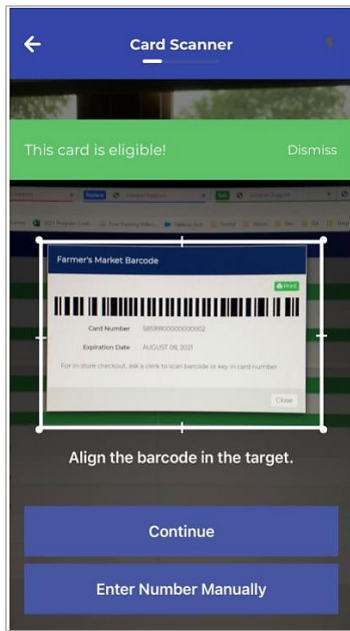 Card Scanner
This card is eligible!
Dismiss
Farmer's Market Barcode
Print
Card Number
Expiration Date
AUGUST 08, 2021
For in-store checkout, ask a clerk to scan barcode or key in card number
Close
Align the barcode in the target.
Continue
Enter Number Manually